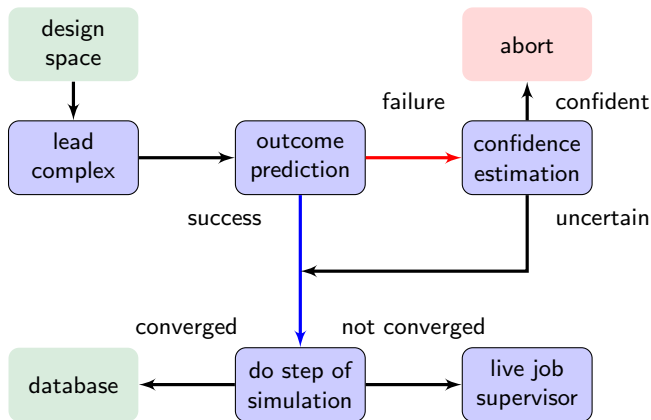 design
space
abort
failure
confident
lead
complex
outcome
prediction
confidence
estimation
success
uncertain
converged
not converged
database
do step of
simulation
live job
supervisor